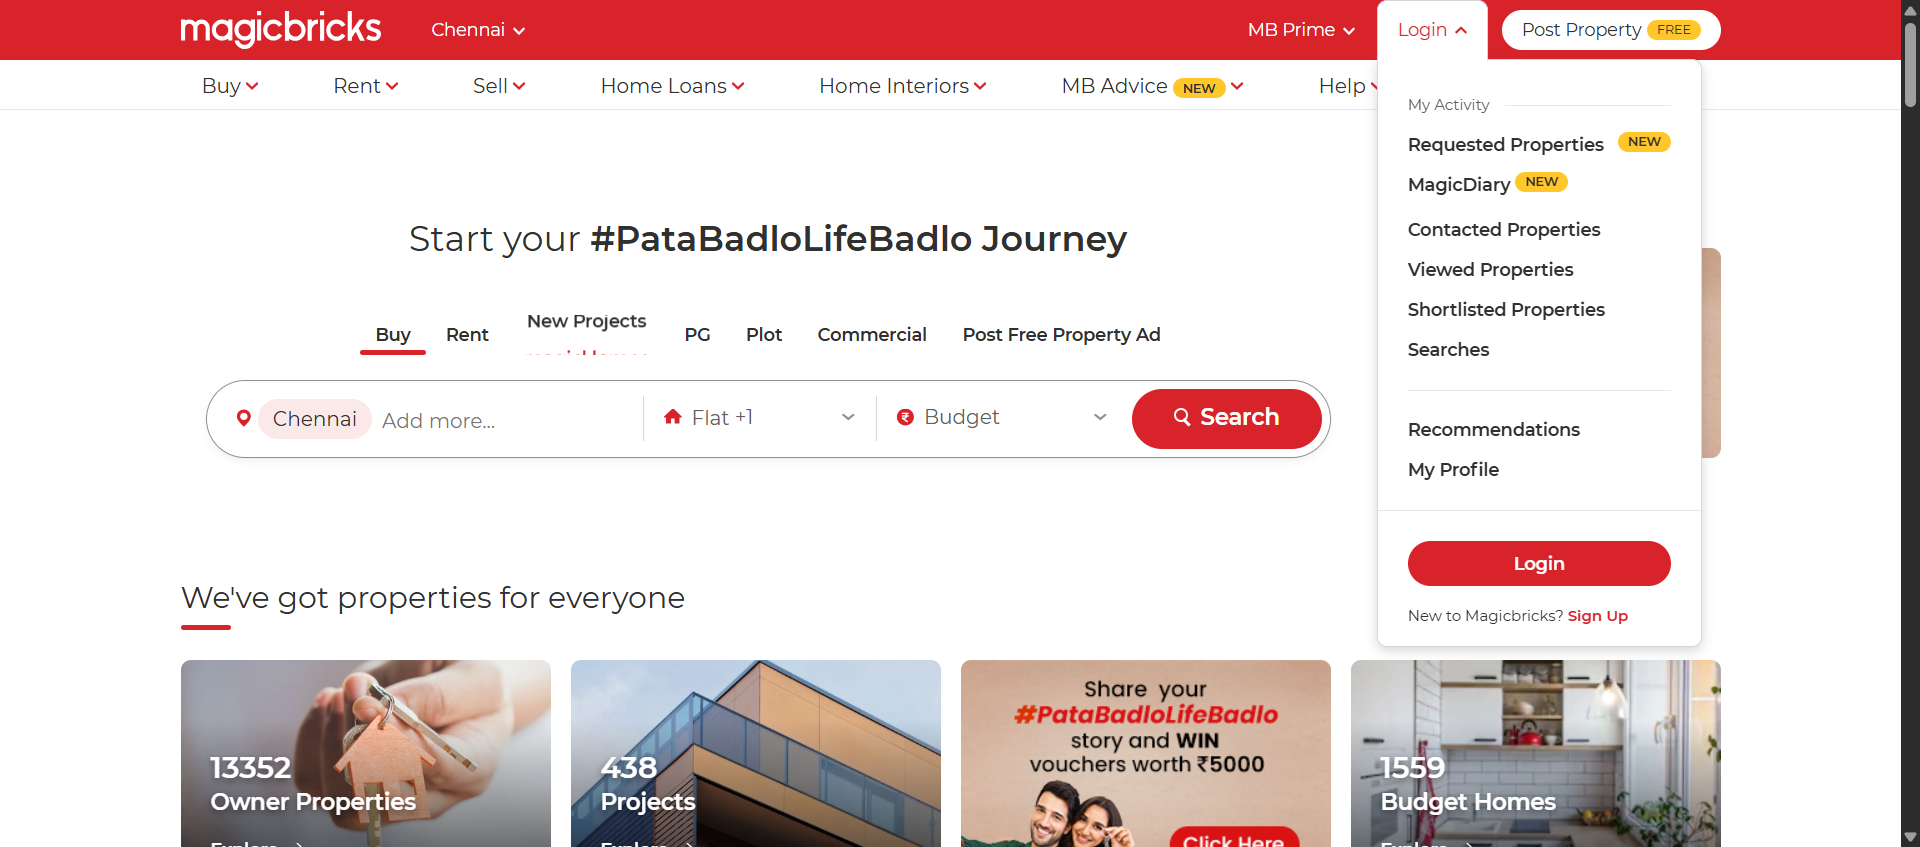 magicbricks
Chennai
MB Prime
Login
Post Property FREE
Buy
Rent
Sell
Home Loans
Home Interiors
MB Advice NEW
Help
My Activity
Requested Properties NEW
MagicDiary NEW
Contacted Properties
Viewed Properties
Shortlisted Properties
Searches
Recommendations
My Profile
Login
New to Magicbricks? Sign Up
Start your #PataBadloLifeBadlo Journey
Buy
Rent
New Projects
PG
Plot
Commercial
Post Free Property Ad
Chennai
Add more...
Flat +1
Budget
Search
We've got properties for everyone
13352
Owner Properties
Explore
438
Projects
Explore
Share your
#PataBadloLifeBadlo
story and WIN
vouchers worth ₹5000
Click Here
1559
Budget Homes
Explore